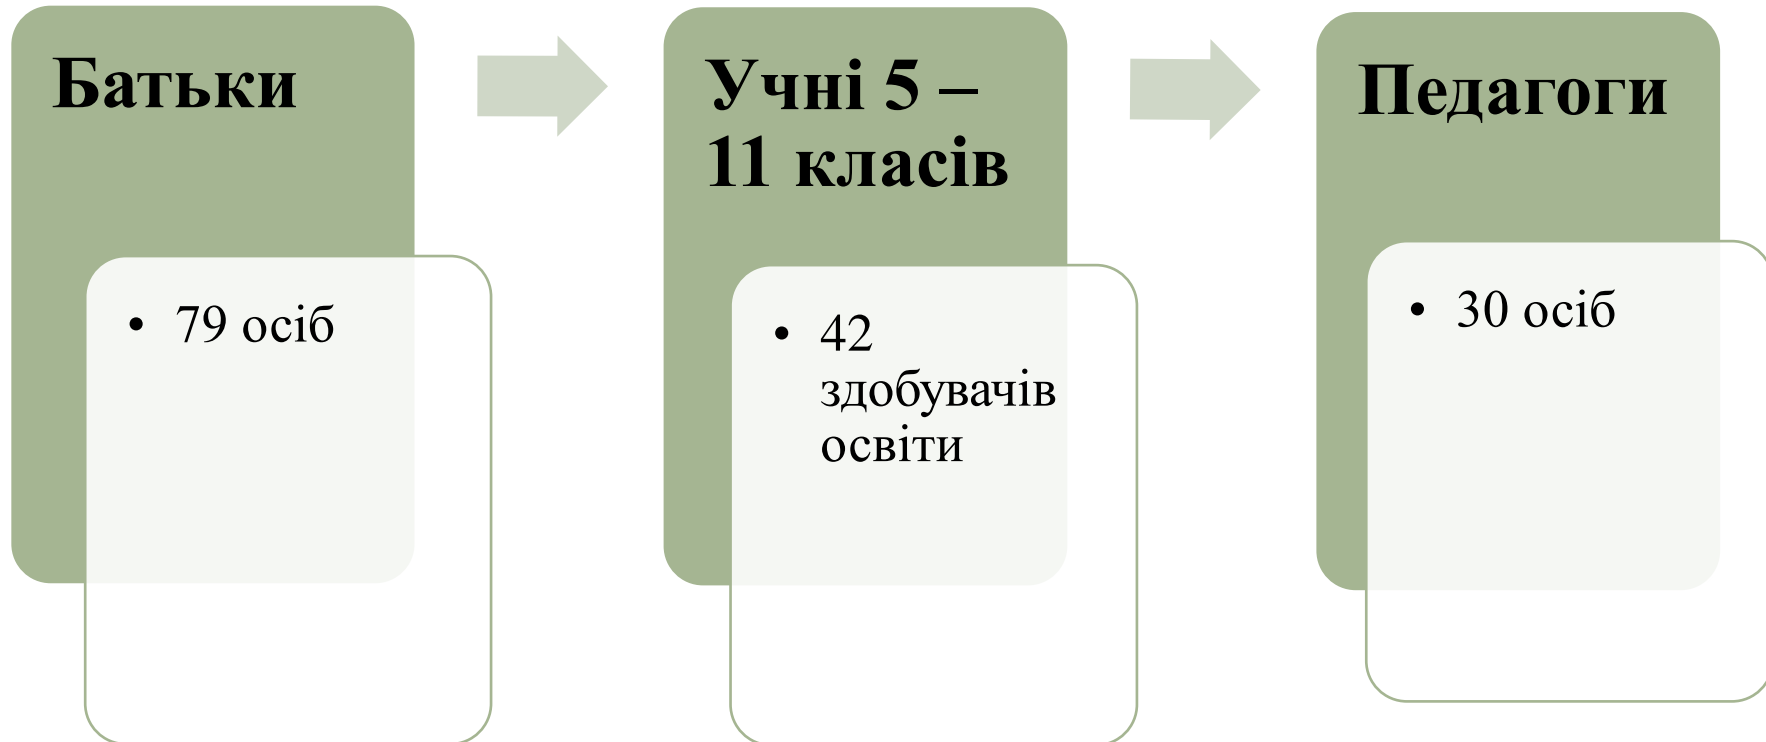 Батьки
• 79 осіб
Учні 5 –
11 класів
• 42
здобувачів
освіти
Педагоги
• 30 осіб